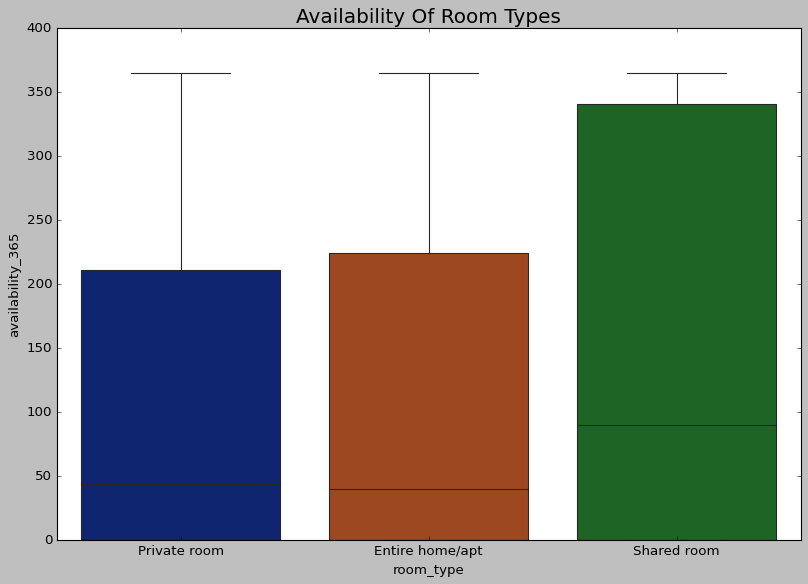 Availability Of Room Types
availability_365
400
350
300
250
200
150
100
50
0
Private room
Entire home/apt
Shared room
room_type